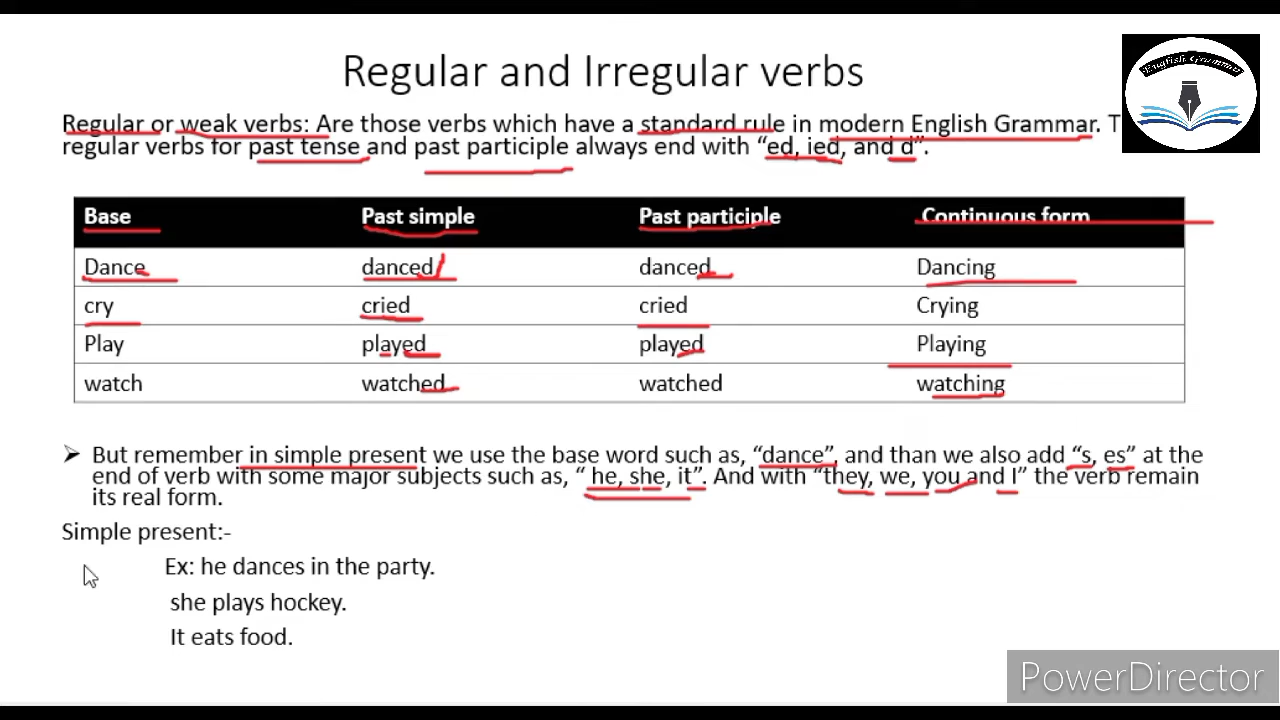 Regular and Irregular verbs
English Grammar
Regular or weak verbs: Are those verbs which have a standard rule in modern English Grammar. T
regular verbs for past tense and past participle always end with “ed, ied, and d”.
Base Past simple Past participle Continuous form
Dance danced danced Dancing
cry cried cried Crying
Play played played Playing
watch watched watched watching
But remember in simple present we use the base word such as, “dance”, and than we also add “s, es” at the
end of verb with some major subjects such as, “ he, she, it”. And with “they, we, you and I” the verb remain
its real form.
Simple present:-
Ex: he dances in the party.
she plays hockey.
It eats food.
PowerDirector